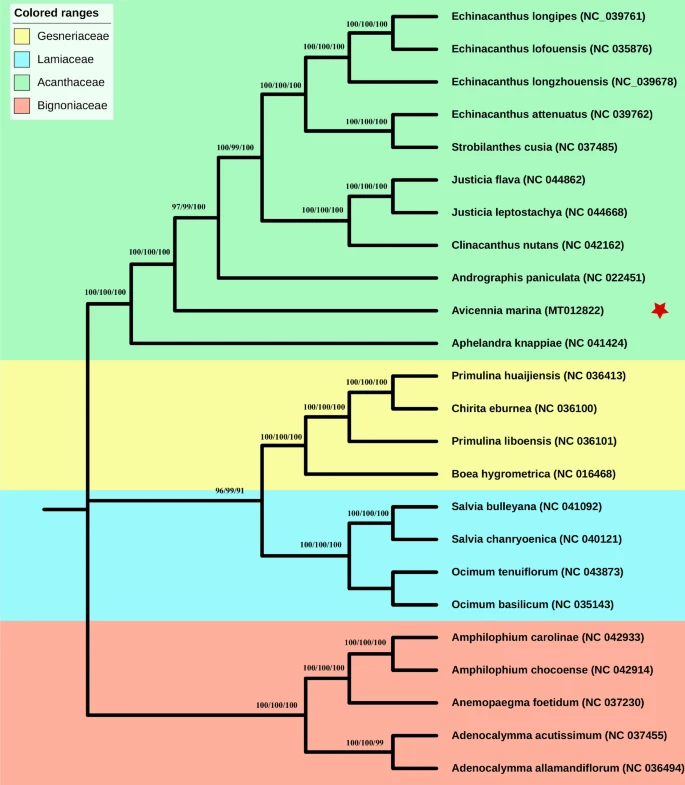 Colored ranges
Gesneriaceae
Lamiaceae
Acanthaceae
Bignoniaceae
100/100/100
Echinacanthus longipes (NC_039761)
100/100/100
Echinacanthus lofouensis (NC 035876)
100/100/100
Echinacanthus longzhouensis (NC_039678)
Echinacanthus attenuatus (NC 039762)
100/100/100
100/99/100
Strobilanthes cusia (NC 037485)
Justicia flava (NC 044862)
100/100/100
97/99/100
100/100/100
Justicia leptostachya (NC 044668)
Clinacanthus nutans (NC 042162)
100/100/100
Andrographis paniculata (NC 022451)
100/100/100
Avicennia marina (MT012822)
Aphelandra knappiae (NC 041424)
Primulina huaijiensis (NC 036413)
100/100/100
100/100/100
Chirita eburnea (NC 036100)
100/100/100
Primulina liboensis (NC 036101)
Boea hygrometrica (NC 016468)
96/99/91
Salvia bulleyana (NC 041092)
100/100/100
Salvia chanryoenica (NC 040121)
100/100/100
Ocimum tenuiflorum (NC 043873)
Ocimum basilicum (NC 035143)
Amphilophium carolinae (NC 042933)
100/100/100
100/100/100
Amphilophium chocoense (NC 042914)
100/100/100
Anemopaegma foetidum (NC 037230)
Adenocalymma acutissimum (NC 037455)
100/100/99
Adenocalymma allamandiflorum (NC 036494)